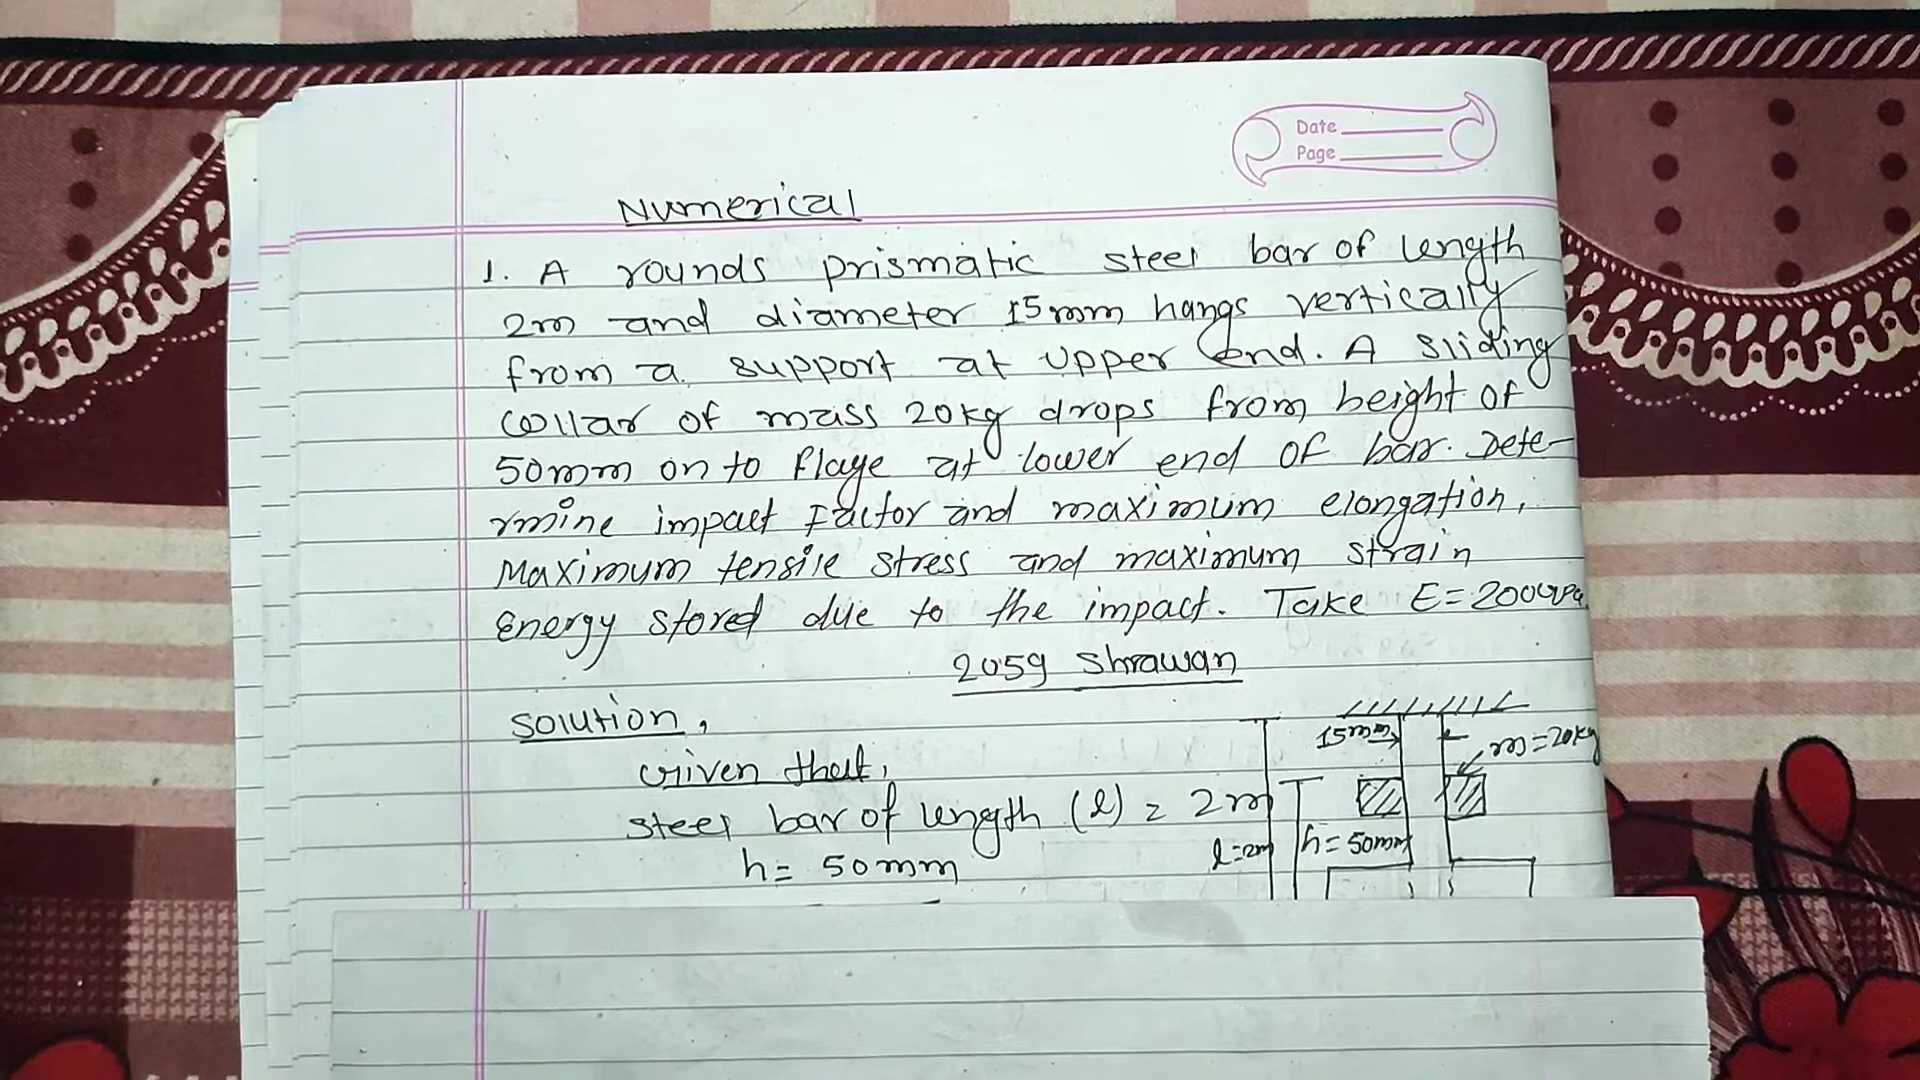 Date
Page
Numerical
1. A rounds prismatic steel bar of length
2m and diameter 15mm hangs vertically
from a support at upper end. A sliding
collar of mass 20kg drops from height of
50mm on to flage at lower end of bar. Dete-
rmine impact factor and maximum elongation,
Maximum tensile stress and maximum strain
Energy stored due to the impact. Take E=200GPa
2059 Shrawan
Solution,
Given that,
steel bar of length (l) = 2m
h= 50mm
15mm
m=20kg
l=2m
h=50mm